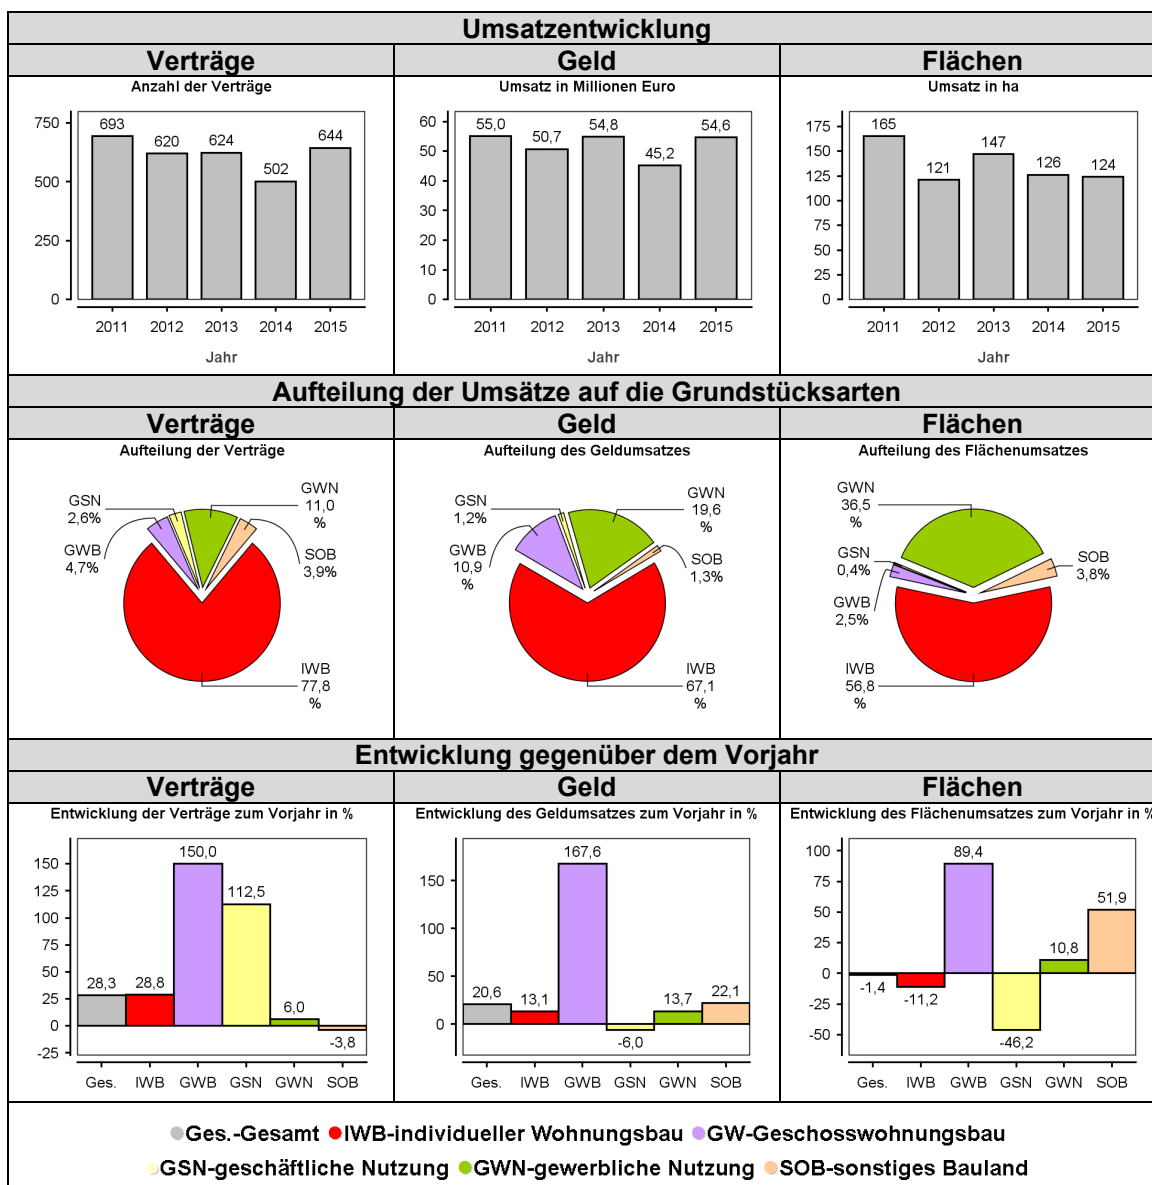 Umsatzentwicklung
Verträge
Geld
Flächen
Anzahl der Verträge
750
500
250
0
693
620
624
502
644
2011
2012
2013
2014
2015
Jahr
Umsatz in Millionen Euro
60
50
40
30
20
10
0
55,0
50,7
54,8
45,2
54,6
2011
2012
2013
2014
2015
Jahr
Umsatz in ha
175
150
125
100
75
50
25
0
165
121
147
126
124
2011
2012
2013
2014
2015
Jahr
Aufteilung der Umsätze auf die Grundstücksarten
Verträge
Geld
Flächen
Aufteilung der Verträge
GSN
2,6%
GWB
4,7%
GWN
11,0
%
SOB
3,9%
IWB
77,8
%
Aufteilung des Geldumsatzes
GSN
1,2%
GWB
10,9
%
GWN
19,6
%
SOB
1,3%
IWB
67,1
%
Aufteilung des Flächenumsatzes
GWN
36,5
%
GSN
0,4%
GWB
2,5%
SOB
3,8%
IWB
56,8
%
Entwicklung gegenüber dem Vorjahr
Verträge
Geld
Flächen
Entwicklung der Verträge zum Vorjahr in %
150
125
100
75
50
25
0
-25
28,3
28,8
150,0
112,5
6,0
-3,8
Ges.
IWB
GWB
GSN
GWN
SOB
Entwicklung des Geldumsatzes zum Vorjahr in %
150
100
50
0
20,6
13,1
167,6
-6,0
13,7
22,1
Ges.
IWB
GWB
GSN
GWN
SOB
Entwicklung des Flächenumsatzes zum Vorjahr in %
100
75
50
25
0
-25
-50
-1,4
-11,2
89,4
-46,2
10,8
51,9
Ges.
IWB
GWB
GSN
GWN
SOB
Ges.-Gesamt IWB-individueller Wohnungsbau GW-Geschosswohnungsbau
GSN-geschäftliche Nutzung GWN-gewerbliche Nutzung SOB-sonstiges Bauland